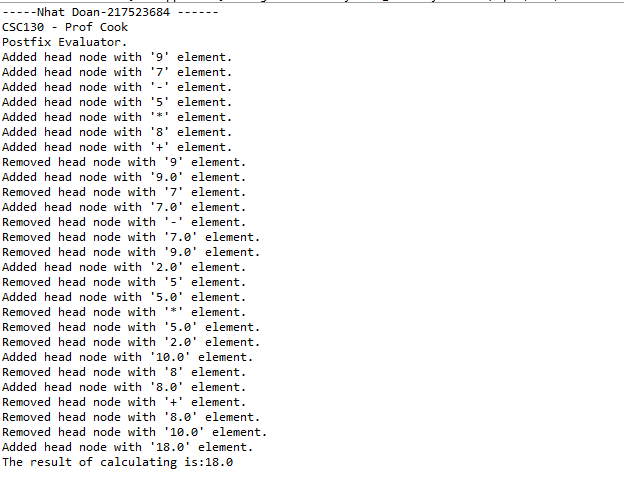 -----Nhat Doan-217523684 ------
CSC130 - Prof Cook
Postfix Evaluator.
Added head node with '9' element.
Added head node with '7' element.
Added head node with '-' element.
Added head node with '5' element.
Added head node with '*' element.
Added head node with '8' element.
Added head node with '+' element.
Removed head node with '9' element.
Added head node with '9.0' element.
Removed head node with '7' element.
Added head node with '7.0' element.
Removed head node with '-' element.
Removed head node with '7.0' element.
Removed head node with '9.0' element.
Added head node with '2.0' element.
Removed head node with '5' element.
Added head node with '5.0' element.
Removed head node with '*' element.
Removed head node with '5.0' element.
Removed head node with '2.0' element.
Added head node with '10.0' element.
Removed head node with '8' element.
Added head node with '8.0' element.
Removed head node with '+' element.
Removed head node with '8.0' element.
Removed head node with '10.0' element.
Added head node with '18.0' element.
The result of calculating is:18.0